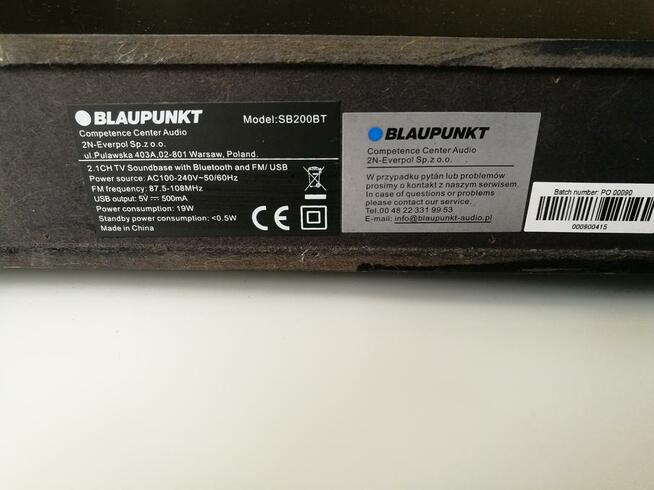 BLAUPUNKT Model:SB200BT
Competence Center Audio
2N-Everpol Sp.z o.o.
ul.Pulawska 403A,02-801 Warsaw, Poland.
2.1CH TV Soundbase with Bluetooth and FM/ USB
Power source: AC100-240V~50/60Hz
FM frequency: 87.5-108MHz
USB output: 5V⎓ 500mA
Power consumption: 19W
Standby power consumption: <0.5W
Made in China
CE
BLAUPUNKT
Competence Center Audio
2N-Everpol Sp.z o.o.
W przypadku pytán lub problemów
prosimy o kontakt z naszym serwisem.
In case of questions or problems
please contact our service.
Tel.00 48 22 331 99 53
E-mail: info@blaupunkt-audio.pl
Batch number: PO 00090
000900415